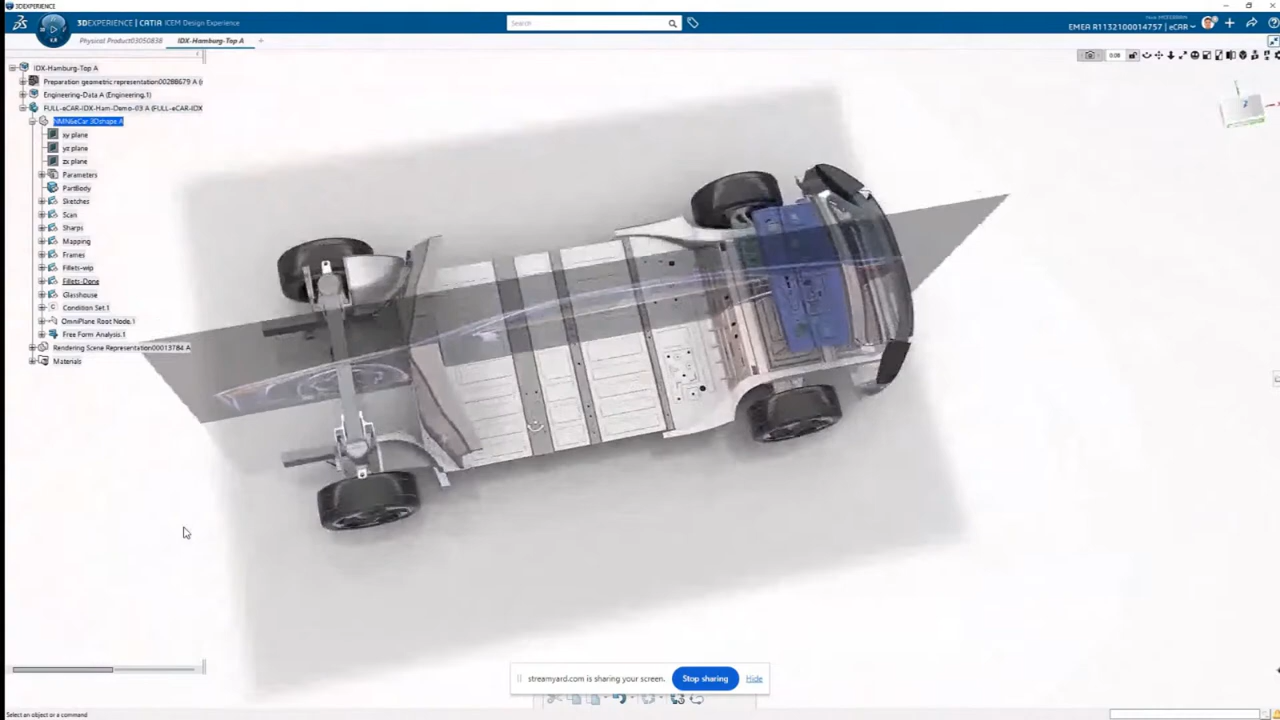 3DEXPERIENCE
3DEXPERIENCE | CATIA ICEM Design Experience
Search
EMEA R1132100014757 | eCAR
Physical Product03050838
IDX-Hamburg-Top A
IDX-Hamburg-Top A
Preparation geometric representation00288679 A (
Engineering-Data A (Engineering.1)
FULL-eCAR-IDX-Ham-Demo-03 A (FULL-eCAR-IDX
xy plane
yz plane
zx plane
Parameters
PartBody
Sketches
Scan
Sharps
Mapping
Frames
Fillets-wip
Fillets-Done
Glasshouse
Condition Set.1
OmniPlane Root Node.1
Free Form Analysis.1
Rendering Scene Representation00013784 A
Materials
streamyard.com is sharing your screen.
Stop sharing
Hide
Select an object or a command